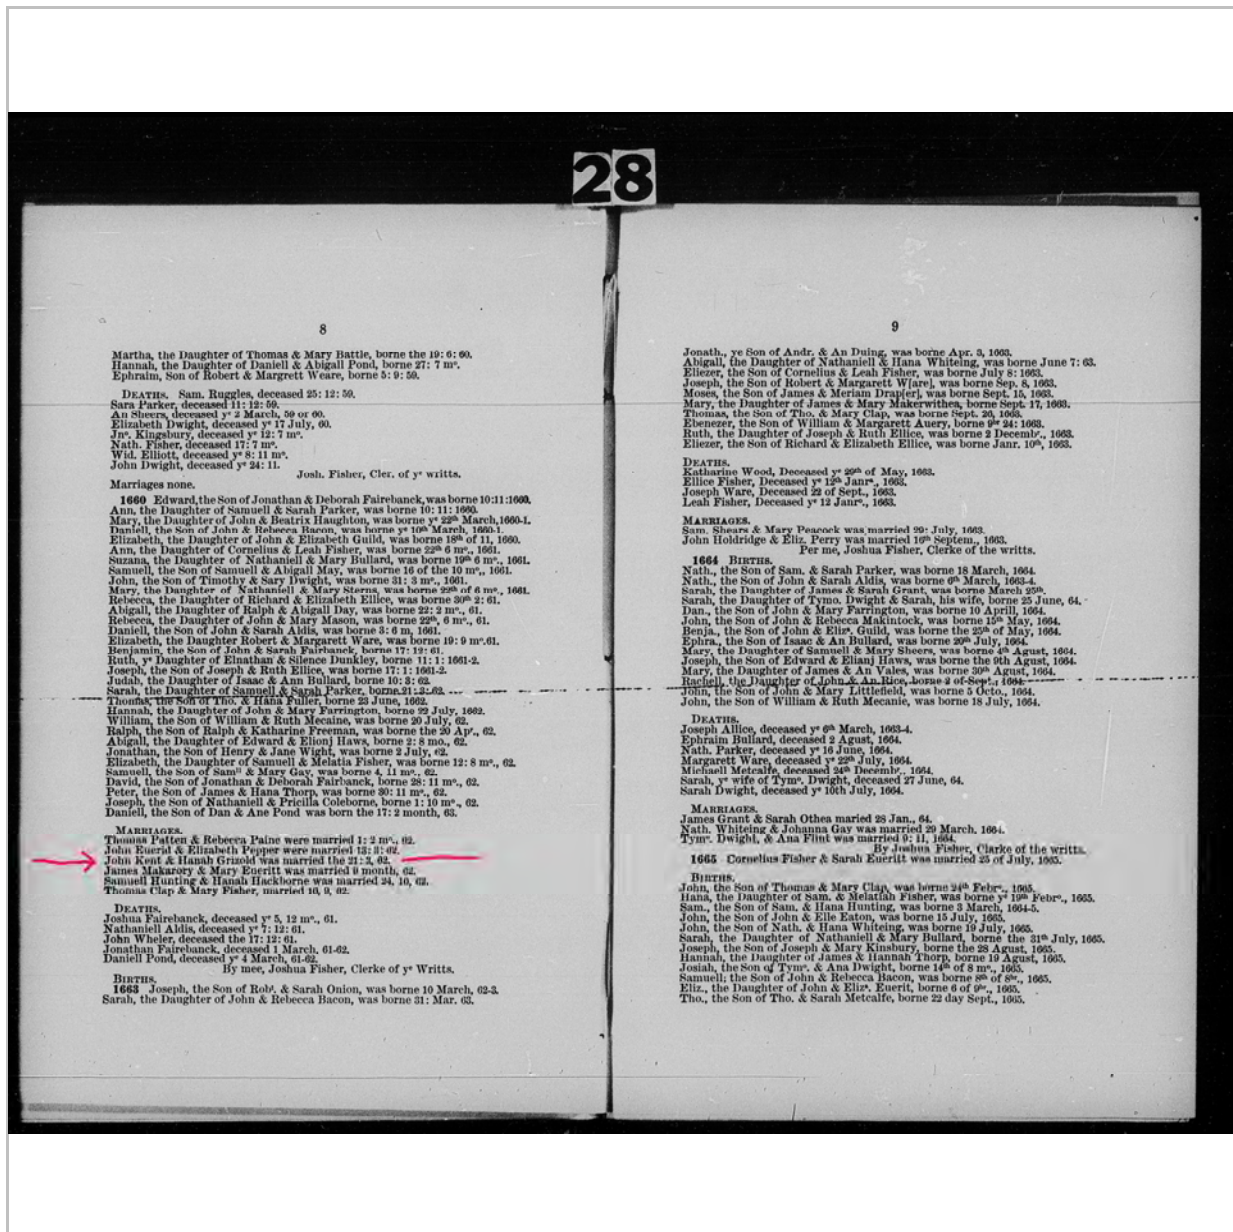 28
8
Martha, the Daughter of Thomas & Mary Battle, borne the 19: 6: 60.
Hannah, the Daughter of Daniell & Abigall Pond, borne 27: 7 mº.
Ephraim, Son of Robert & Margrett Weare, borne 5: 9: 59.
DEATHS. Sam. Ruggles, deceased 25: 12: 59.
Sara Parker, deceased 11: 12: 59.
An Sheers, deceased yᵉ 2 March, 59 or 60.
Elizabeth Dwight, deceased yᵉ 17 July, 60.
Jnº. Kingsbury, deceased yᵉ 12: 7 mº.
Nath. Fisher, deceased 17: 7 mº.
Wid. Elliott, deceased yᵉ 8: 11 mº.
John Dwight, deceased yᵉ 24: 11.
Josh. Fisher, Cler. of yᵉ writts.
Marriages none.
1660 Edward, the Son of Jonathan & Deborah Fairebanck, was borne 10:11:1660.
Ann, the Daughter of Samuell & Sarah Parker, was borne 10: 11: 1660.
Mary, the Daughter of John & Beatrix Haughton, was borne yᵉ 22ᵗʰ March, 1660-1.
Daniell, the Son of John & Rebecca Bacon, was borne yᵉ 10ᵗʰ March, 1660-1.
Elizabeth, the Daughter of John & Elizabeth Guild, was borne 18ᵗʰ of 11, 1660.
Ann, the Daughter of Cornelius & Leah Fisher, was borne 22ᵗʰ 6 mº., 1661.
Suzana, the Daughter of Nathaniell & Mary Bullard, was borne 19ᵗʰ 6 mº., 1661.
Samuell, the Son of Samuell & Abigall May, was borne 16 of the 10 mº., 1661.
John, the Son of Timothy & Sary Dwight, was borne 31: 3 mº., 1661.
Mary, the Daughter of Nathaniell & Mary Sterns, was borne 22ᵗʰ of 6 mº., 1661.
Rebecca, the Daughter of Richard & Elizabeth Ellice, was borne 30ᵗʰ 2: 61.
Abigall, the Daughter of Ralph & Abigall Day, was borne 22: 2 mº., 61.
Rebecca, the Daughter of John & Mary Mason, was borne 22ᵗʰ, 6 mº., 61.
Daniell, the Son of John & Sarah Aldis, was borne 3: 6 m, 1661.
Elizabeth, the Daughter Robert & Margarett Ware, was borne 19: 9 mº.61.
Benjamin, the Son of John & Sarah Fairbanck, borne 17: 12: 61.
Ruth, yᵉ Daughter of Elnathan & Silence Dunkley, borne 11: 1: 1661-2.
Joseph, the Son of Joseph & Ruth Ellice, was borne 17: 1: 1661-2.
Judah, the Daughter of Isaac & Ann Bullard, was borne 10: 3: 62.
Sarah, the Daughter of Samuell & Sarah Parker, borne 21: 3: 62.
Thomas, the Son of Tho. & Hana Fuller, borne 23 June, 1662.
Hannah, the Daughter of John & Mary Farrington, borne 22 July, 1662.
William, the Son of William & Ruth Mecaine, was borne 20 July, 62.
Ralph, the Son of Ralph & Katharine Freeman, was borne the 20 Apʳ., 62.
Abigall, the Daughter of Edward & Elionj Haws, borne 2: 8 mo., 62.
Jonathan, the Son of Henry & Jane Wight, was borne 2 July, 62.
Elizabeth, the Daughter of Samuell & Melatia Fisher, was borne 12: 8 mº., 62.
Samuell, the Son of Samˡˡ & Mary Gay, was borne 4, 11 mº., 62.
David, the Son of Jonathan & Deborah Fairbanck, borne 28: 11 mº., 62.
Peter, the Son of James & Hana Thorp, was borne 30: 11 mº., 62.
Joseph, the Son of Nathaniell & Pricilla Coleborne, borne 1: 10 mº., 62.
Daniell, the Son of Dan & Ane Pond was born the 17: 2 month, 63.
MARRIAGES.
Thomas Patten & Rebecca Paine were married 1: 2 mº., 62.
John Euerid & Elizabeth Pepper were married 13: 3: 62.
John Kent & Hanah Grizold was married the 21: 3, 62.
James Makarory & Mary Eueritt was married 9 month, 62.
Samuell Hunting & Hanah Hackborne was married 24, 10, 62.
Thomas Clap & Mary Fisher, married 10, 9, 62.
DEATHS.
Joshua Fairebanck, deceased yᵉ 5, 12 mº., 61.
Nathaniell Aldis, deceased yᵉ 7: 12: 61.
John Wheler, deceased the 17: 12: 61.
Jonathan Fairebanck, deceased 1 March, 61-62.
Daniell Pond, deceased yᵉ 4 March, 61-62.
By mee, Joshua Fisher, Clerke of yᵉ Writts.
BIRTHS.
1663 Joseph, the Son of Robᵗ. & Sarah Onion, was borne 10 March, 62-3.
Sarah, the Daughter of John & Rebecca Bacon, was borne 31: Mar. 63.
9
Jonath., ye Son of Andr. & An Duing, was borne Apr. 3, 1663.
Abigall, the Daughter of Nathaniell & Hana Whiteing, was borne June 7: 63.
Eliezer, the Son of Cornelius & Leah Fisher, was borne July 8: 1663.
Joseph, the Son of Robert & Margarett W[are], was borne Sep. 8, 1663.
Moses, the Son of James & Meriam Drap[er], was borne Sept. 15, 1663.
Mary, the Daughter of James & Mary Makerwithea, was borne Sept. 17, 1663.
Thomas, the Son of Tho. & Mary Clap, was borne Sept. 26, 1663.
Ebenezer, the Son of William & Margarett Auery, borne 9ᵇᵉ 24: 1663.
Ruth, the Daughter of Joseph & Ruth Ellice, was borne 2 Decembʳ., 1663.
Eliezer, the Son of Richard & Elizabeth Ellice, was borne Janr. 10ᵗʰ, 1663.
DEATHS.
Katharine Wood, Deceased yᵉ 29ᵗʰ of May, 1663.
Ellice Fisher, Deceased yᵉ 12ᵗʰ Janrᵒ., 1663.
Joseph Ware, Deceased 22 of Sept., 1663.
Leah Fisher, Deceased yᵉ 12 Janrᵒ., 1663.
MARRIAGES.
Sam. Shears & Mary Peacock was married 29: July, 1663.
John Holdridge & Eliz. Perry was married 16ᵗʰ Septem., 1663.
Per me, Joshua Fisher, Clerke of the writts.
1664 BIRTHS.
Nath., the Son of Sam. & Sarah Parker, was borne 18 March, 1664.
Nath., the Son of John & Sarah Aldis, was borne 6ᵗʰ March, 1663-4.
Sarah, the Daughter of James & Sarah Grant, was borne March 25ᵗʰ.
Sarah, the Daughter of Tymo. Dwight & Sarah, his wife, borne 25 June, 64.
Dan., the Son of John & Mary Farrington, was borne 10 Aprill, 1664.
John, the Son of John & Rebecca Makintock, was borne 15ᵗʰ May, 1664.
Benja., the Son of John & Elizᵃ. Guild, was borne the 25ᵗʰ of May, 1664.
Ephra., the Son of Isaac & An Bullard, was borne 20ᵗʰ July, 1664.
Mary, the Daughter of Samuell & Mary Sheers, was borne 4ᵗʰ Agust, 1664.
Joseph, the Son of Edward & Elianj Haws, was borne the 9th Agust, 1664.
Mary, the Daughter of James & An Vales, was borne 30ᵗʰ Agust, 1664.
Rachell, the Daughter of John & An Rice, borne 2 of Sept., 1664.
John, the Son of John & Mary Littlefield, was borne 5 Octo., 1664.
John, the Son of William & Ruth Mecanie, was borne 18 July, 1664.
DEATHS.
Joseph Allice, deceased yᵉ 6ᵗʰ March, 1663-4.
Ephraim Bullard, deceased 2 Agust, 1664.
Nath. Parker, deceased yᵉ 16 June, 1664.
Margarett Ware, deceased yᵉ 22ᵗʰ July, 1664.
Michaell Metcalfe, deceased 24ᵗʰ Decembʳ., 1664.
Sarah, yᵉ wife of Tymº. Dwight, deceased 27 June, 64.
Sarah Dwight, deceased yᵉ 10th July, 1664.
MARRIAGES.
James Grant & Sarah Othea maried 28 Jan., 64.
Nath. Whiteing & Johanna Gay was married 29 March, 1664.
Tymº. Dwight, & Ana Flint was married 9: 11, 1664.
By Joshua Fisher, Clarke of the writts.
1665 Cornelius Fisher & Sarah Eueritt was married 25 of July, 1665.
BIRTHS.
John, the Son of Thomas & Mary Clap, was borne 24ᵗʰ Febrº., 1665.
Hana, the Daughter of Sam. & Melatiah Fisher, was borne yᵉ 19ᵗʰ Febrº., 1665.
Sam., the Son of Sam. & Hana Hunting, was borne 3 March, 1664-5.
John, the Son of John & Elle Eaton, was borne 15 July, 1665.
John, the Son of Nath. & Hana Whiteing, was borne 19 July, 1665.
Sarah, the Daughter of Nathaniell & Mary Bullard, borne the 31ᵗʰ July, 1665.
Joseph, the Son of Joseph & Mary Kinsbury, was borne the 28 Agust, 1665.
Hannah, the Daughter of James & Hannah Thorp, borne 19 Agust, 1665.
Josiah, the Son of Tymº. & Ana Dwight, borne 14ᵗʰ of 8 mº., 1665.
Samuell; the Son of John & Rebecca Bacon, was borne 8ᵗʰ of 8ᵇʳ., 1665.
Eliz., the Daughter of John & Elizᵃ. Euerit, borne 6 of 9ᵇʳ., 1665.
Tho., the Son of Tho. & Sarah Metcalfe, borne 22 day Sept., 1665.